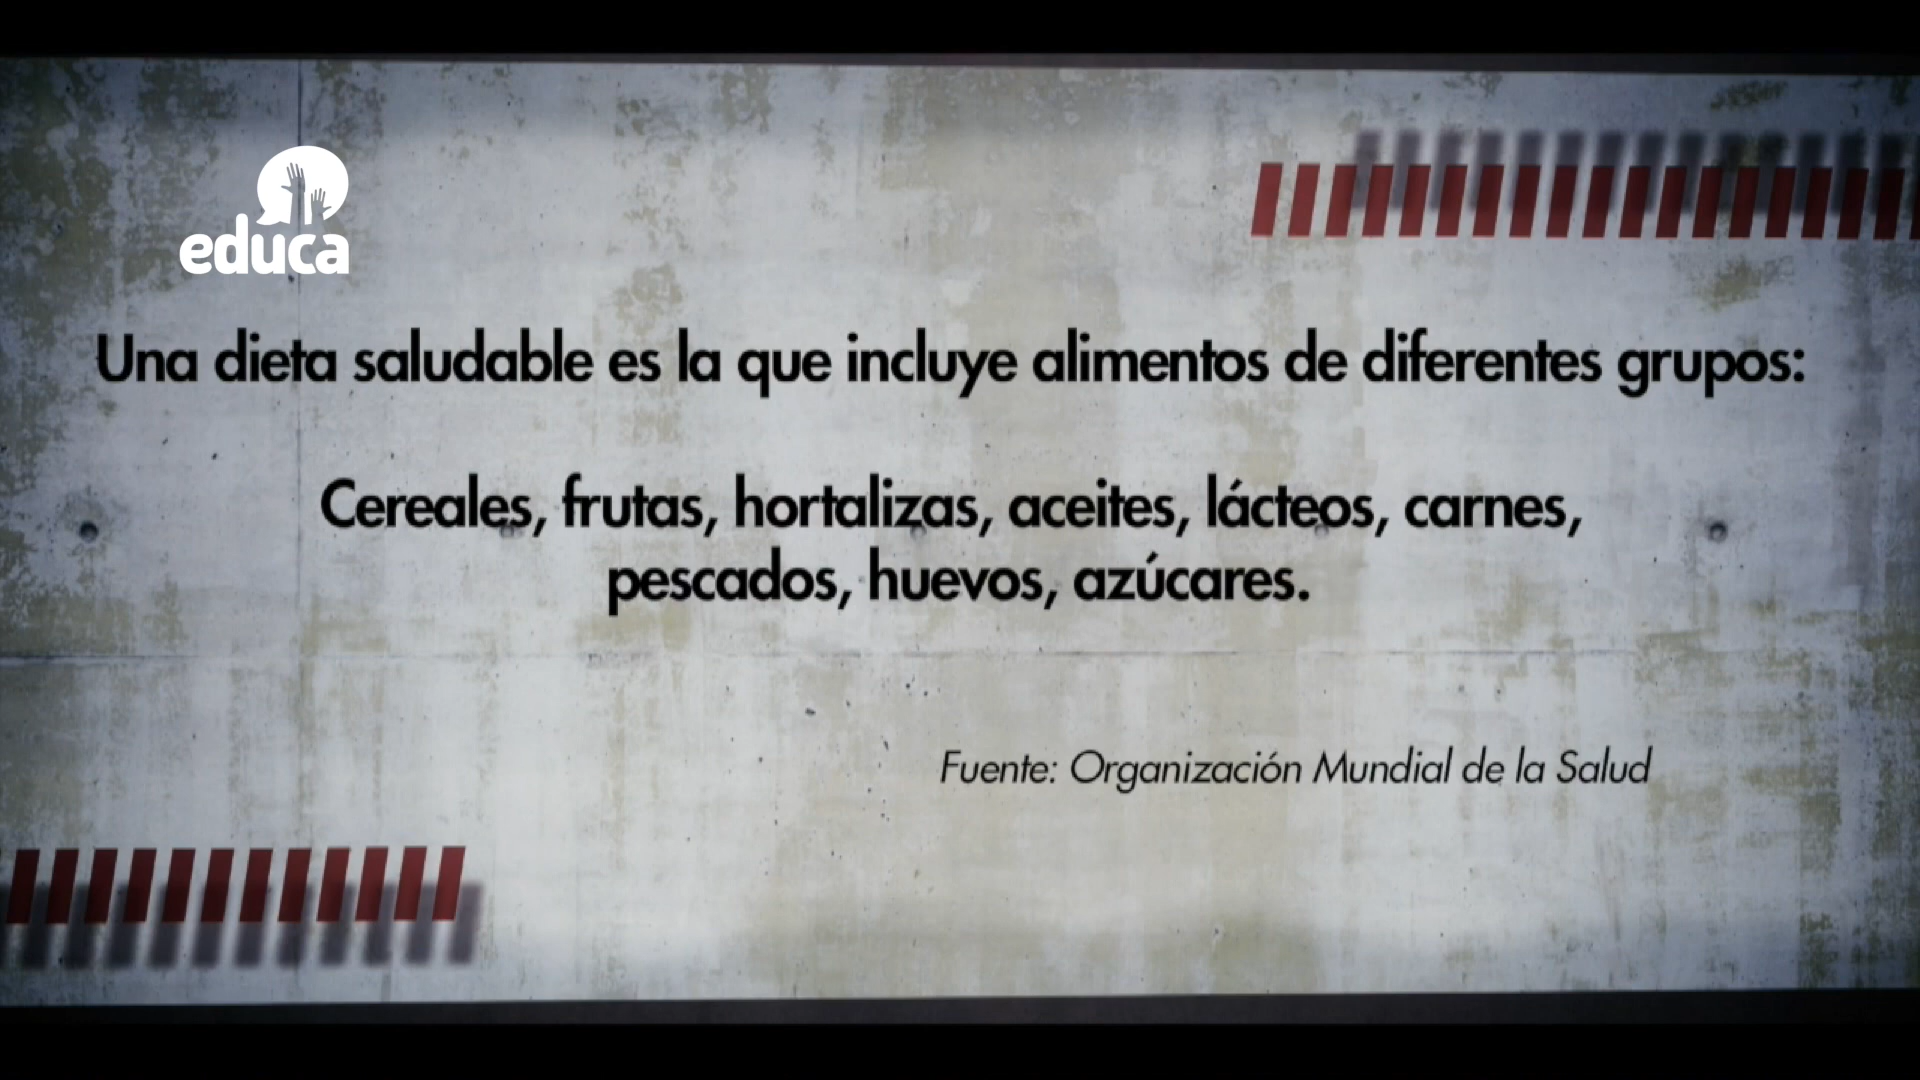 educa
Una dieta saludable es la que incluye alimentos de diferentes grupos:
Cereales, frutas, hortalizas, aceites, lácteos, carnes,
pescados, huevos, azúcares.
Fuente: Organización Mundial de la Salud